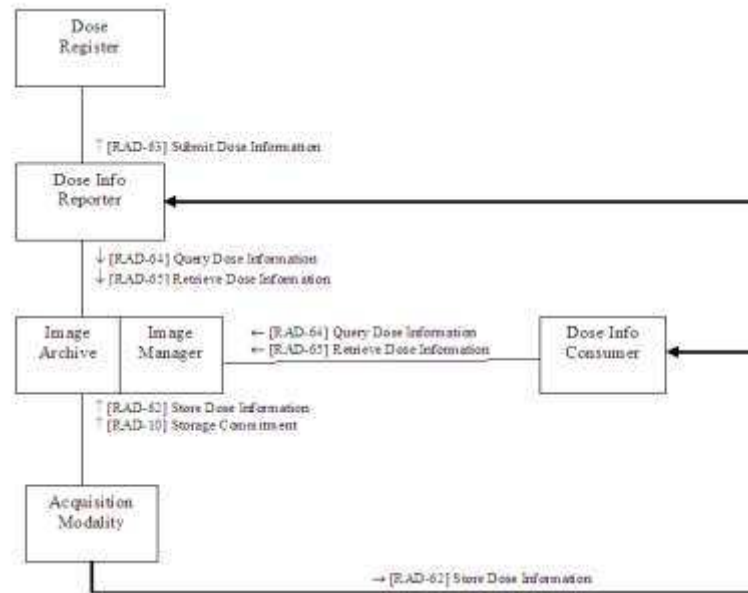 Dose
Register
↑ [RAD-63] Submit Dose Information
Dose Info
Reporter
↓ [RAD-64] Query Dose Information
↓ [RAD-65] Retrieve Dose Information
Image
Archive
Image
Manager
← [RAD-64] Query Dose Information
← [RAD-65] Retrieve Dose Information
Dose Info
Consumer
↑ [RAD-62] Store Dose Information
↑ [RAD-10] Storage Commitment
Acquisition
Modality
→ [RAD-62] Store Dose Information